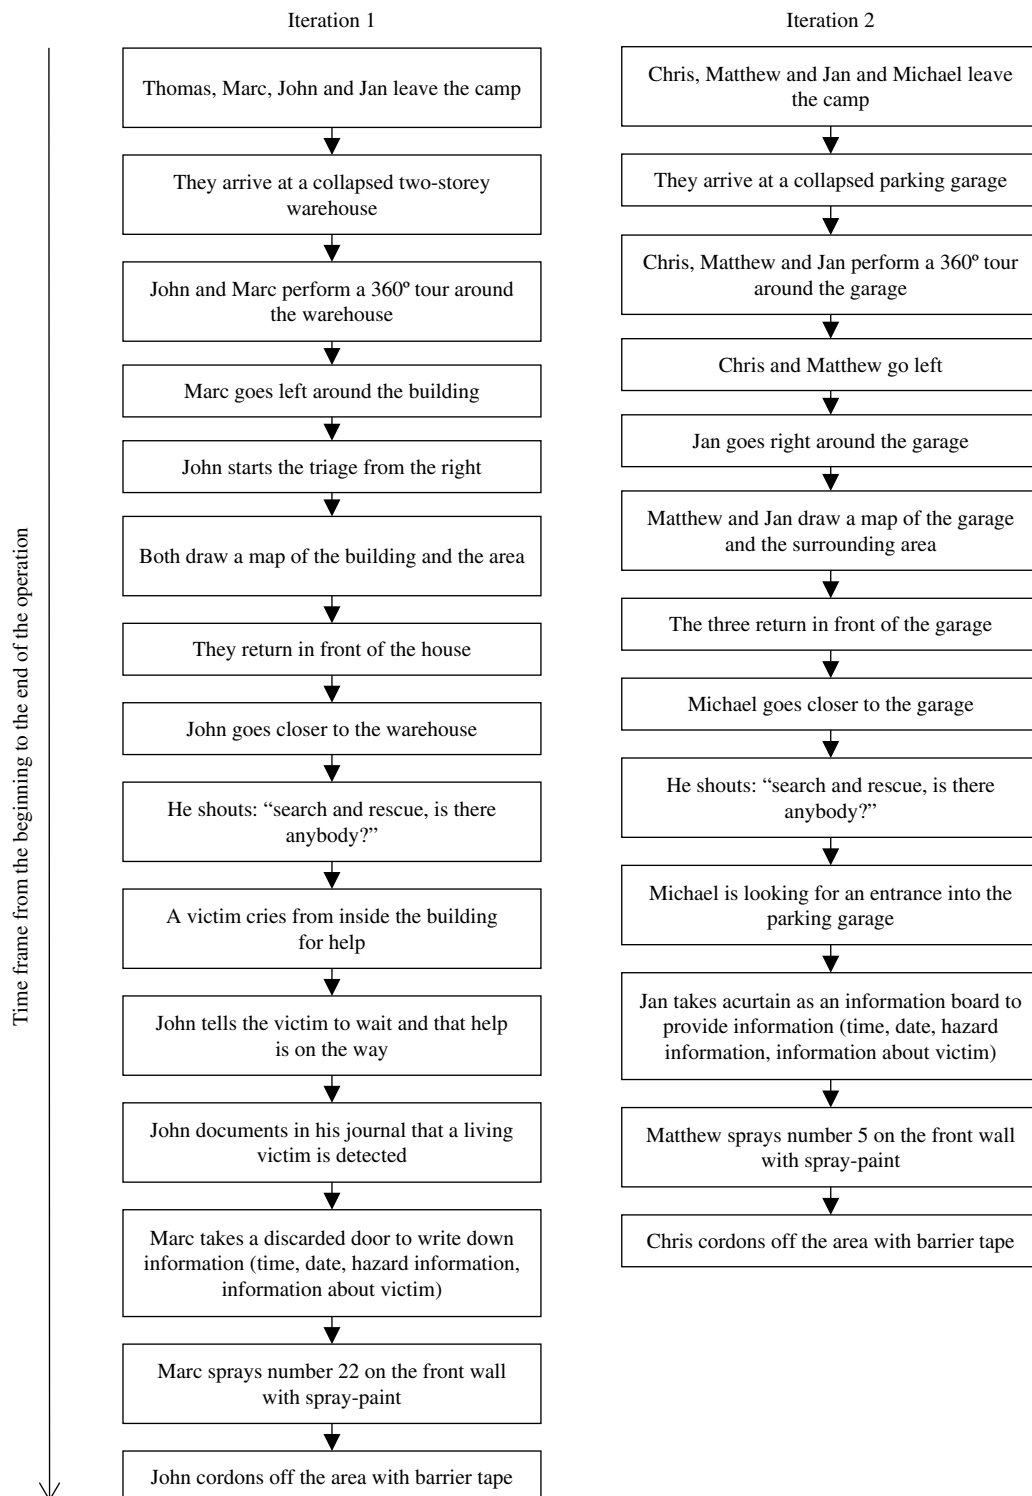 Iteration 1
Thomas, Marc, John and Jan leave the camp
They arrive at a collapsed two-storey
warehouse
John and Marc perform a 360º tour around
the warehouse
Marc goes left around the building
John starts the triage from the right
Both draw a map of the building and the area
They return in front of the house
John goes closer to the warehouse
He shouts: “search and rescue, is there
anybody?”
A victim cries from inside the building
for help
John tells the victim to wait and that help
is on the way
John documents in his journal that a living
victim is detected
Marc takes a discarded door to write down
information (time, date, hazard information,
information about victim)
Marc sprays number 22 on the front wall
with spray-paint
John cordons off the area with barrier tape
Iteration 2
Chris, Matthew and Jan and Michael leave
the camp
They arrive at a collapsed parking garage
Chris, Matthew and Jan perform a 360º tour
around the garage
Chris and Matthew go left
Jan goes right around the garage
Matthew and Jan draw a map of the garage
and the surrounding area
The three return in front of the garage
Michael goes closer to the garage
He shouts: “search and rescue, is there
anybody?”
Michael is looking for an entrance into the
parking garage
Jan takes acurtain as an information board to
provide information (time, date, hazard
information, information about victim)
Matthew sprays number 5 on the front wall
with spray-paint
Chris cordons off the area with barrier tape
Time frame from the beginning to the end of the operation